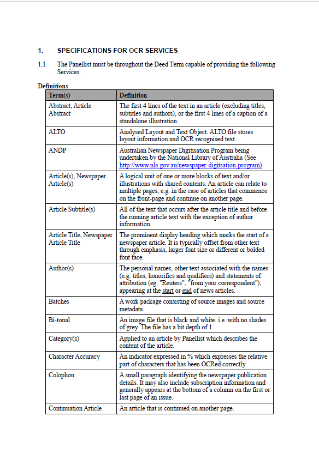 1. SPECIFICATIONS FOR OCR SERVICES
1.1 The Panellist must be throughout the Deed Term capable of providing the following
Services:
Definitions
Term(s) Definition
Abstract, Article Abstract The first 4 lines of the text in an article (excluding titles,
subtitles and authors), or the first 4 lines of a caption of a
standalone illustration.
ALTO Analysed Layout and Text Object. ALTO file stores
layout information and OCR recognised text.
ANDP Australian Newspaper Digitisation Program being
undertaken by the National Library of Australia (See
http://www.nla.gov.au/newspaper-digitisation-program)
Article(s), Newspaper Article(s) A logical unit of one or more blocks of text and/or
illustrations with shared contents. An article can relate to
multiple pages, e.g. in the case of articles that commence
on the front-page and continue on another page.
Article Subtitle(s) All of the text that occurs after the article title and before
the running article text with the exception of author
information.
Article Title, Newspaper Article Title The prominent display heading which marks the start of a
newspaper article. It is typically offset from other text
through emphasis, larger font size or different or bolded
font face.
Author(s) The personal names, other text associated with the names
(e.g. titles, honorifics and qualifiers) and statements of
attribution (eg. "Reuters", "from your correspondent"),
appearing at the start or end of news articles.
Batches A work package consisting of source images and source
metadata.
Bi-tonal An image file that is black and white. i.e. with no shades
of grey. The file has a bit depth of 1.
Category(s) Applied to an article by Panellist which describes the
content of the article.
Character Accuracy An indicator expressed in % which expresses the relative
part of characters that has been OCRed correctly.
Colophon A small paragraph identifying the newspaper publication
details. It may also include subscription information and
generally appears at the bottom of a column on the first or
last page of an issue.
Continuation Article An article that is continued on another page.